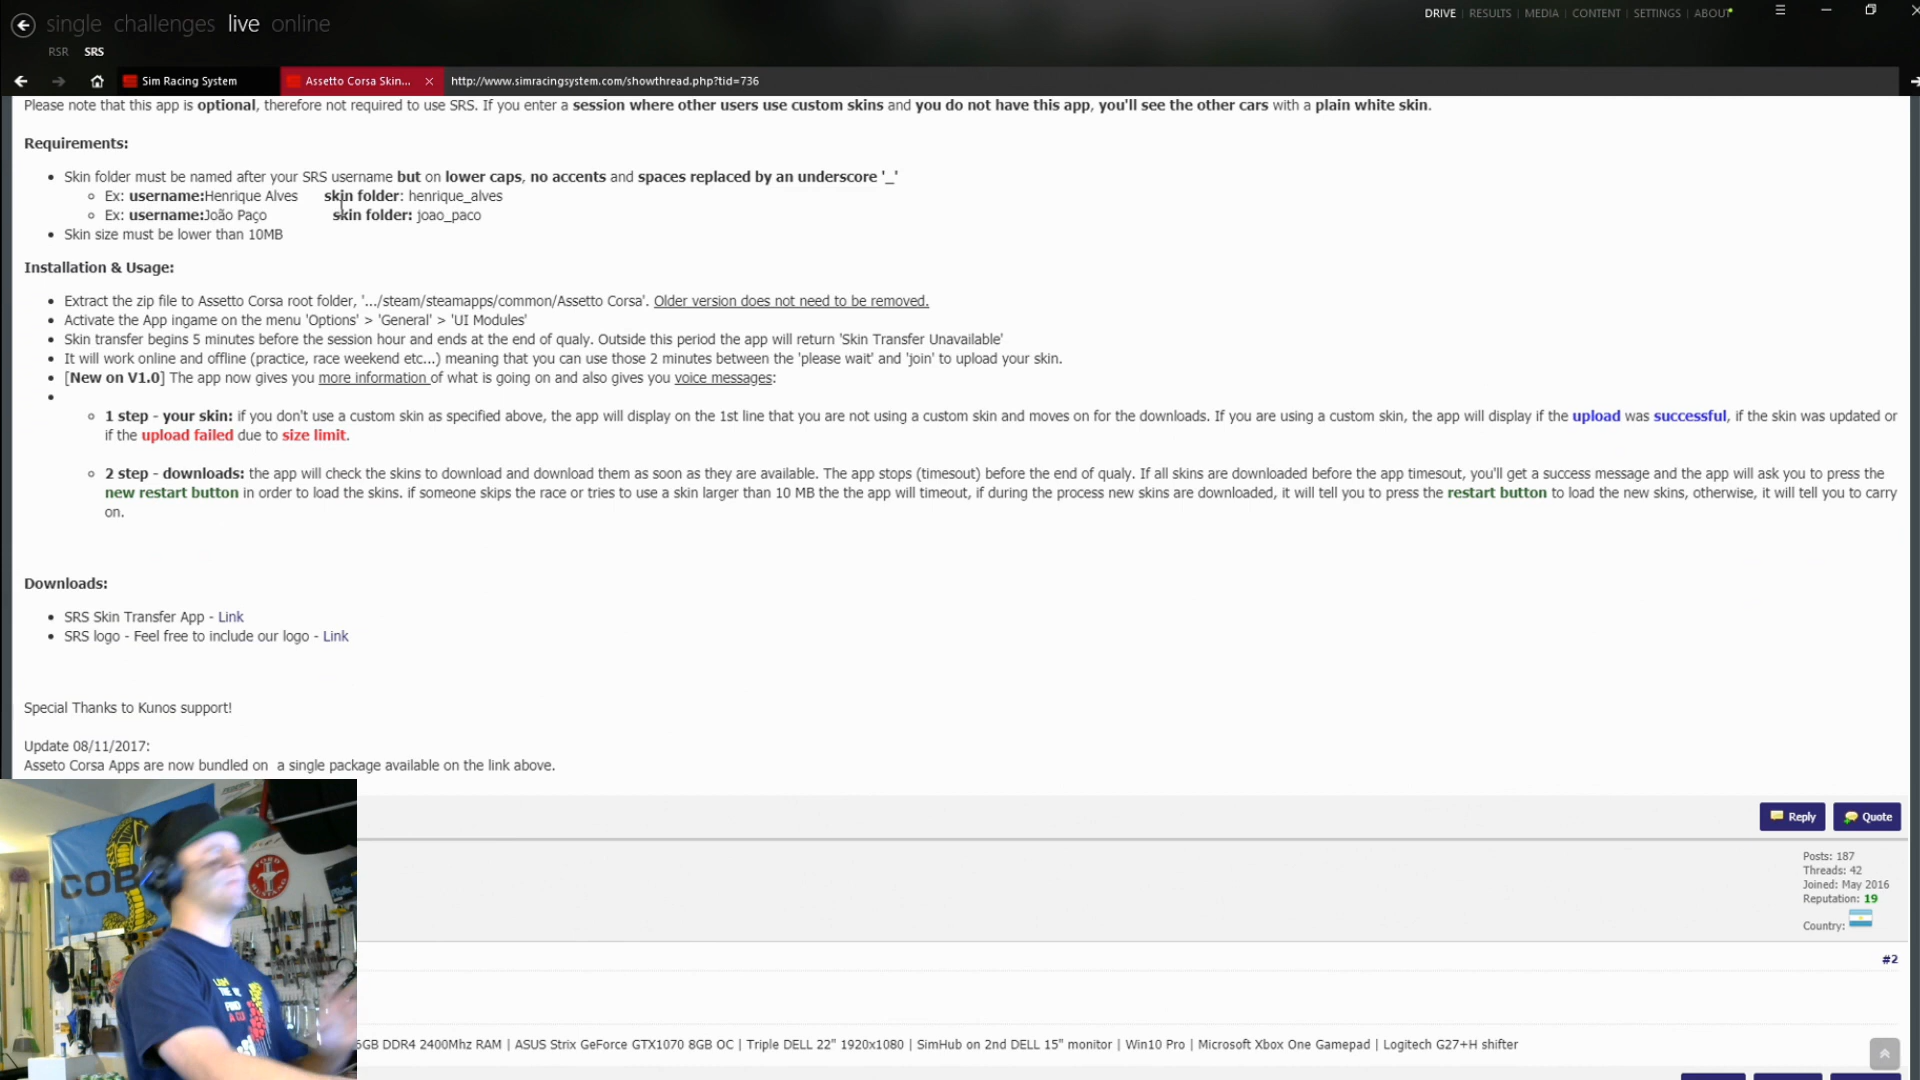 single challenges live online
DRIVE | RESULTS | MEDIA | CONTENT | SETTINGS | ABOUT
RSR SRS
Sim Racing System
Assetto Corsa Skin...
http://www.simracingsystem.com/showthread.php?tid=736
Please note that this app is optional, therefore not required to use SRS. If you enter a session where other users use custom skins and you do not have this app, you'll see the other cars with a plain white skin.
Requirements:
Skin folder must be named after your SRS username but on lower caps, no accents and spaces replaced by an underscore '_'
Ex: username:Henrique Alves skin folder: henrique_alves
Ex: username:João Paço skin folder: joao_paco
Skin size must be lower than 10MB
Installation & Usage:
Extract the zip file to Assetto Corsa root folder, '.../steam/steamapps/common/Assetto Corsa'. Older version does not need to be removed.
Activate the App ingame on the menu 'Options' > 'General' > 'UI Modules'
Skin transfer begins 5 minutes before the session hour and ends at the end of qualy. Outside this period the app will return 'Skin Transfer Unavailable'
It will work online and offline (practice, race weekend etc...) meaning that you can use those 2 minutes between the 'please wait' and 'join' to upload your skin.
[New on V1.0] The app now gives you more information of what is going on and also gives you voice messages:
1 step - your skin: if you don't use a custom skin as specified above, the app will display on the 1st line that you are not using a custom skin and moves on for the downloads. If you are using a custom skin, the app will display if the upload was successful, if the skin was updated or
if the upload failed due to size limit.
2 step - downloads: the app will check the skins to download and download them as soon as they are available. The app stops (timesout) before the end of qualy. If all skins are downloaded before the app timesout, you'll get a success message and the app will ask you to press the
new restart button in order to load the skins. if someone skips the race or tries to use a skin larger than 10 MB the the app will timeout, if during the process new skins are downloaded, it will tell you to press the restart button to load the new skins, otherwise, it will tell you to carry
on.
Downloads:
SRS Skin Transfer App - Link
SRS logo - Feel free to include our logo - Link
Special Thanks to Kunos support!
Update 08/11/2017:
Asseto Corsa Apps are now bundled on a single package available on the link above.
Reply Quote
Posts: 187
Threads: 42
Joined: May 2016
Reputation: 19
Country:
#2
GB DDR4 2400Mhz RAM | ASUS Strix GeForce GTX1070 8GB OC | Triple DELL 22" 1920x1080 | SimHub on 2nd DELL 15" monitor | Win10 Pro | Microsoft Xbox One Gamepad | Logitech G27+H shifter